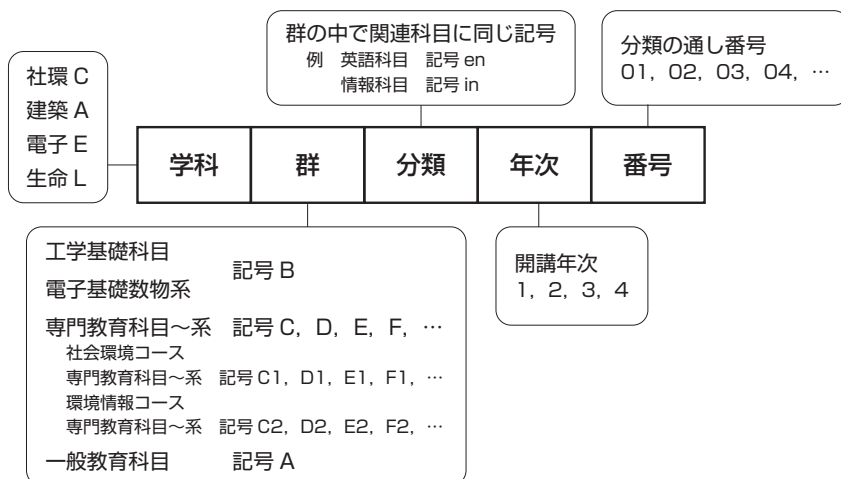 群の中で関連科目に同じ記号
例 英語科目 記号 en
情報科目 記号 in
分類の通し番号
01, 02, 03, 04, …
社環 C
建築 A
電子 E
生命 L
学科 群 分類 年次 番号
工学基礎科目
記号 B
電子基礎数物系
専門教育科目〜系 記号 C, D, E, F, …
社会環境コース
専門教育科目〜系 記号 C1, D1, E1, F1, …
環境情報コース
専門教育科目〜系 記号 C2, D2, E2, F2, …
一般教育科目 記号 A
開講年次
1, 2, 3, 4